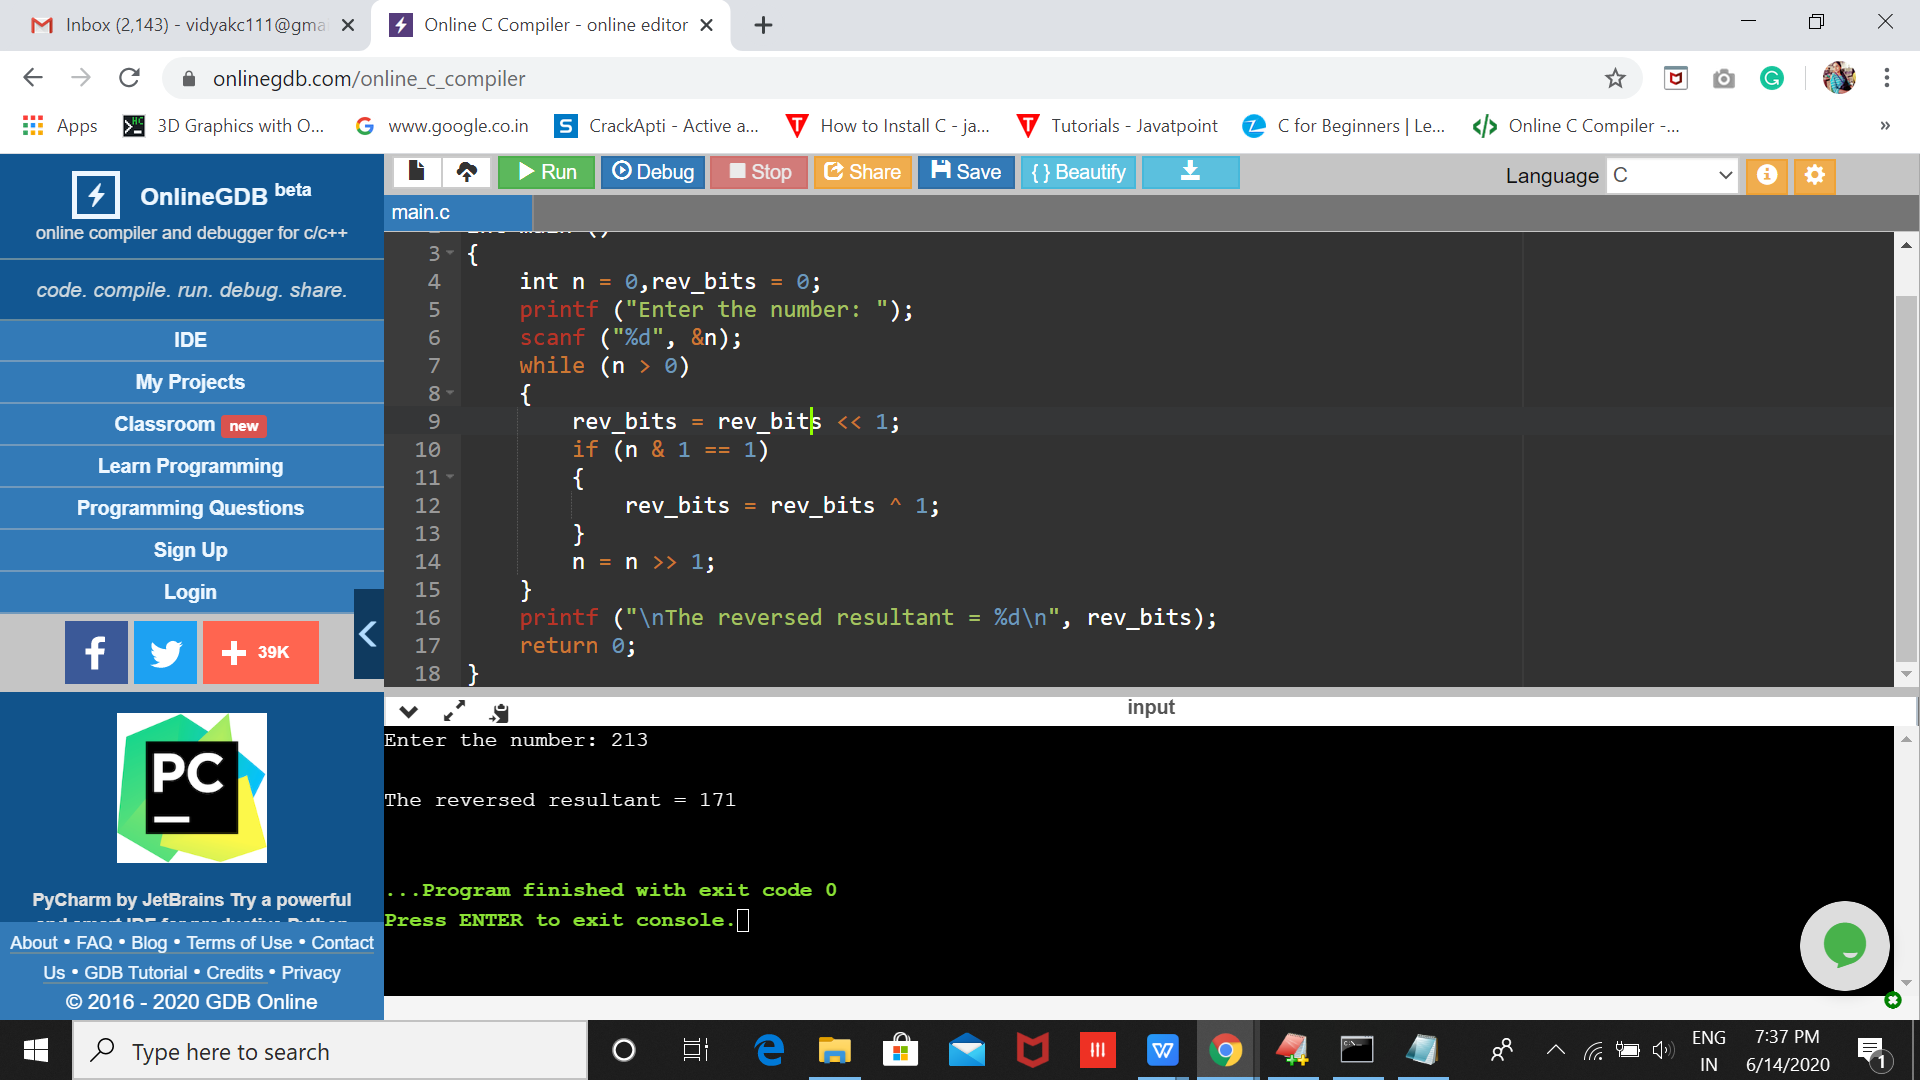 Inbox (2,143) - vidyakc111@gma
Online C Compiler - online editor
onlinegdb.com/online_c_compiler
Apps
3D Graphics with O...
www.google.co.in
CrackApti - Active a...
How to Install C - ja...
Tutorials - Javatpoint
C for Beginners | Le...
Online C Compiler -...
»
OnlineGDB beta
online compiler and debugger for c/c++
code. compile. run. debug. share.
IDE
My Projects
Classroom new
Learn Programming
Programming Questions
Sign Up
Login
39K
PC
PyCharm by JetBrains Try a powerful
About • FAQ • Blog • Terms of Use • Contact
Us • GDB Tutorial • Credits • Privacy
© 2016 - 2020 GDB Online
Run
Debug
Stop
Share
Save
{ } Beautify
Language C
main.c
3 {
4 int n = 0,rev_bits = 0;
5 printf ("Enter the number: ");
6 scanf ("%d", &n);
7 while (n > 0)
8 {
9 rev_bits = rev_bits << 1;
10 if (n & 1 == 1)
11 {
12 rev_bits = rev_bits ^ 1;
13 }
14 n = n >> 1;
15 }
16 printf ("\nThe reversed resultant = %d\n", rev_bits);
17 return 0;
18 }
input
Enter the number: 213
The reversed resultant = 171
...Program finished with exit code 0
Press ENTER to exit console.
Type here to search
ENG
IN
7:37 PM
6/14/2020
1